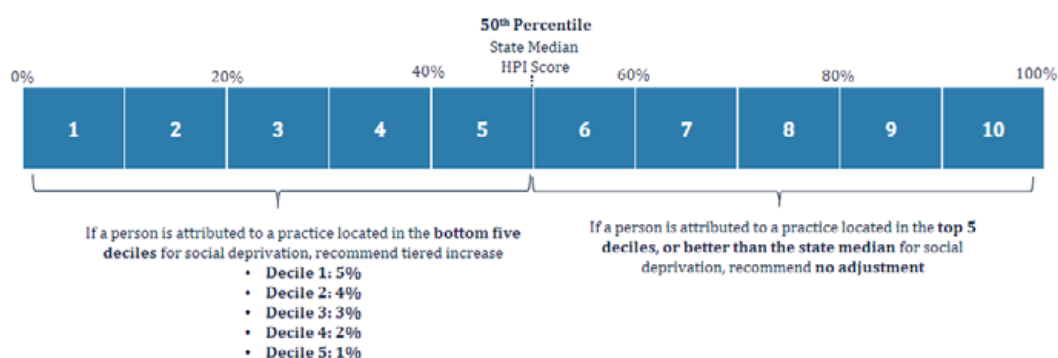 50th Percentile
State Median
HPI Score
0%
20%
40%
60%
80%
100%
1
2
3
4
5
6
7
8
9
10
If a person is attributed to a practice located in the bottom five
deciles for social deprivation, recommend tiered increase
• Decile 1: 5%
• Decile 2: 4%
• Decile 3: 3%
• Decile 4: 2%
• Decile 5: 1%
If a person is attributed to a practice located in the top 5
deciles, or better than the state median for social
deprivation, recommend no adjustment